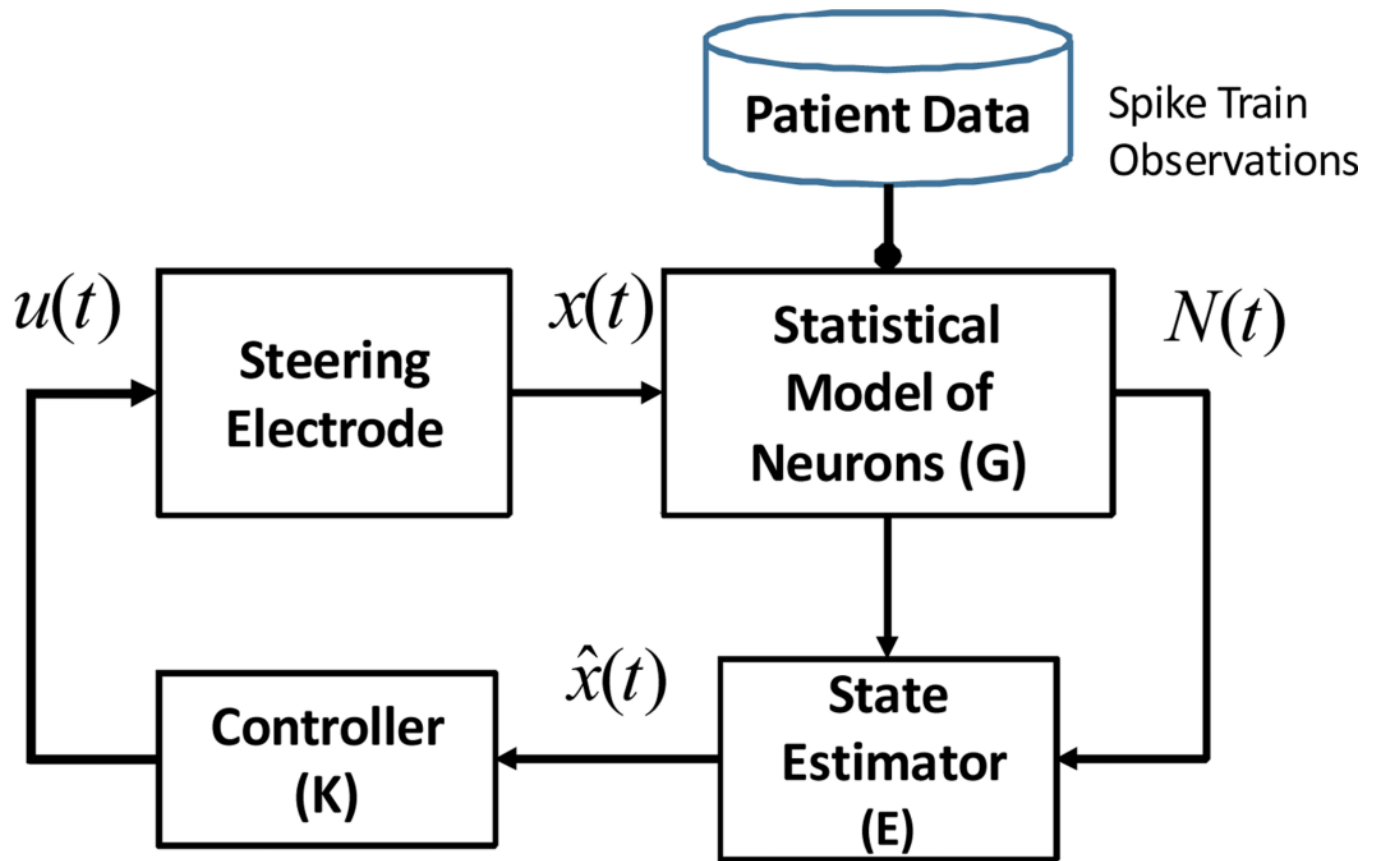 Patient Data
Spike Train
Observations
u(t)
Steering
Electrode
x(t)
Statistical
Model of
Neurons (G)
N(t)
Controller
(K)
x̂(t)
State
Estimator
(E)